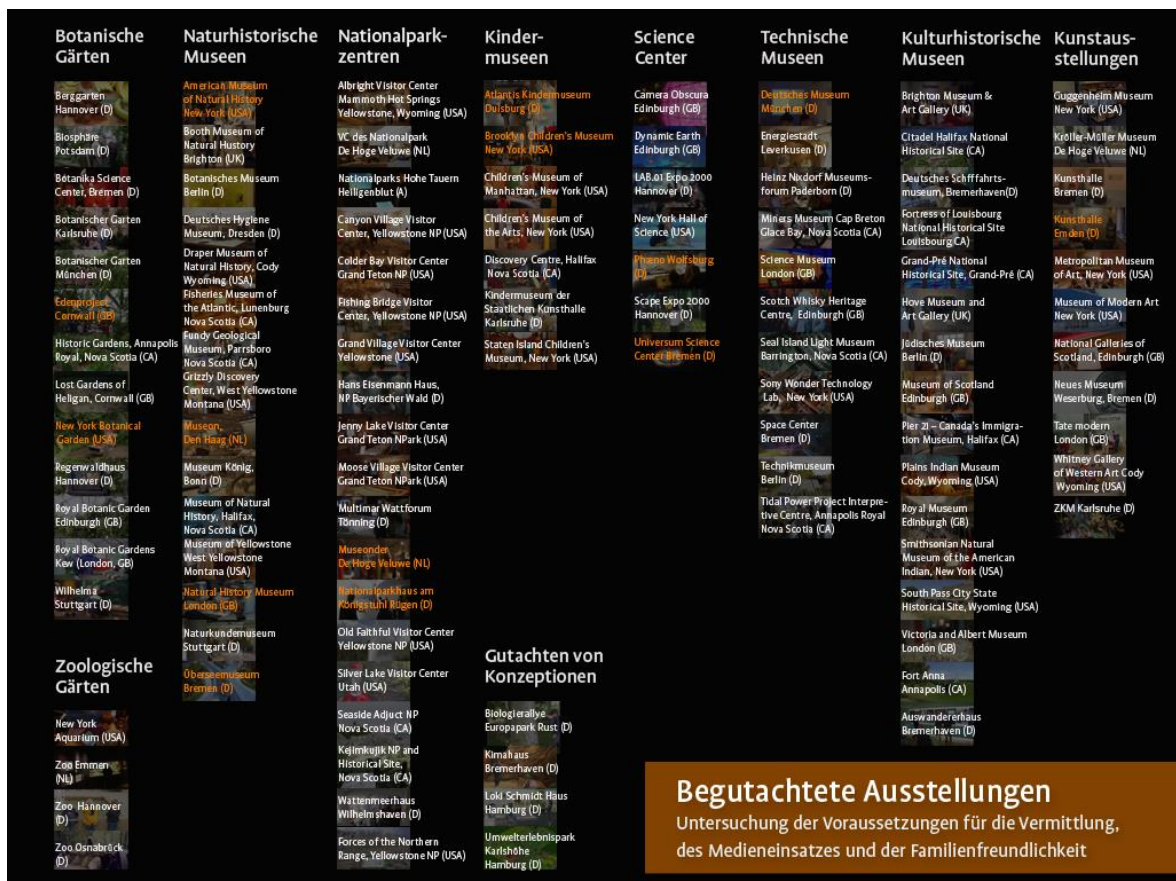 Botanische
Gärten
Berggarten
Hannover (D)
Biosphäre
Potsdam (D)
Botanika Science
Center, Bremen (D)
Botanischer Garten
Karlsruhe (D)
Botanischer Garten
München (D)
Edenproject
Cornwall (GB)
Historic Gardens, Annapolis
Royal, Nova Scotia (CA)
Lost Gardens of
Heligan, Cornwall (GB)
New York Botanical
Garden (USA)
Regenwaldhaus
Hannover (D)
Royal Botanic Garden
Edinburgh (GB)
Royal Botanic Gardens
Kew (London, GB)
Wilhelma
Stuttgart (D)
Zoologische
Gärten
New York
Aquarium (USA)
Zoo Emmen
(NL)
Zoo Hannover
(D)
Zoo Osnabrück
(D)
Naturhistorische
Museen
American Museum
of Natural History
New York (USA)
Booth Museum of
Natural Hustory
Brighton (UK)
Botanisches Museum
Berlin (D)
Deutsches Hygiene
Museum, Dresden (D)
Draper Museum of
Natural History, Cody
Wyoming (USA)
Fisheries Museum of
the Atlantic, Lunenburg
Nova Scotia (CA)
Fundy Geological
Museum, Parrsboro
Nova Scotia (CA)
Grizzly Discovery
Center, West Yellowstone
Montana (USA)
Museon,
Den Haag (NL)
Museum König,
Bonn (D)
Museum of Natural
History, Halifax,
Nova Scotia (CA)
Museum of Yellowstone
West Yellowstone
Montana (USA)
Natural History Museum
London (GB)
Naturkundemuseum
Stuttgart (D)
Überseemuseum
Bremen (D)
Nationalpark-
zentren
Albright Visitor Center
Mammoth Hot Springs
Yellowstone, Wyoming (USA)
VC des Nationalpark
De Hoge Veluwe (NL)
Nationalparks Hohe Tauern
Heiligenblut (A)
Canyon Village Visitor
Center, Yellowstone NP (USA)
Colder Bay Visitor Center
Grand Teton NP (USA)
Fishing Bridge Visitor
Center, Yellowstone NP (USA)
Grand Village Visitor Center
Yellowstone (USA)
Hans Eisenmann Haus,
NP Bayerischer Wald (D)
Jenny Lake Visitor Center
Grand Teton NPark (USA)
Moose Village Visitor Center
Grand Teton NPark (USA)
Multimar Wattforum
Tönning (D)
Museonder
De Hoge Veluwe (NL)
Nationalparkhaus am
Königstuhl Rügen (D)
Old Faithful Visitor Center
Yellowstone NP (USA)
Silver Lake Visitor Center
Utah (USA)
Seaside Adjuct NP
Nova Scotia (CA)
Kejimkujik NP and
Historical Site,
Nova Scotia (CA)
Wattenmeerhaus
Wilhelmshaven (D)
Forces of the Northern
Range, Yellowstone NP (USA)
Kinder-
museen
Atlantis Kindermuseum
Duisburg (D)
Brooklyn Children's Museum
New York (USA)
Children's Museum of
Manhattan, New York (USA)
Children's Museum of
the Arts, New York (USA)
Discovery Centre, Halifax
Nova Scotia (CA)
Kindermuseum der
Staatlichen Kunsthalle
Karlsruhe (D)
Staten Island Children's
Museum, New York (USA)
Gutachten von
Konzeptionen
Biologierallye
Europapark Rust (D)
Kimahaus
Bremerhaven (D)
Loki Schmidt Haus
Hamburg (D)
Umwelterlebnispark
Karlshöhe
Hamburg (D)
Science
Center
Camera Obscura
Edinburgh (GB)
Dynamic Earth
Edinburgh (GB)
LAB.01 Expo 2000
Hannover (D)
New York Hall of
Science (USA)
Phæno Wolfsburg
(D)
Scape Expo 2000
Hannover (D)
Universum Science
Center Bremen (D)
Technische
Museen
Deutsches Museum
München (D)
Energiestadt
Leverkusen (D)
Heinz Nixdorf Museums-
forum Paderborn (D)
Miners Museum Cap Breton
Glace Bay, Nova Scotia (CA)
Science Museum
London (GB)
Scotch Whisky Heritage
Centre, Edinburgh (GB)
Seal Island Light Museum
Barrington, Nova Scotia (CA)
Sony Wonder Technology
Lab, New York (USA)
Space Center
Bremen (D)
Technikmuseum
Berlin (D)
Tidal Power Project Interpre-
tive Centre, Annapolis Royal
Nova Scotia (CA)
Kulturhistorische
Museen
Brighton Museum &
Art Gallery (UK)
Citadel Halifax National
Historical Site (CA)
Deutsches Schfffahrts-
museum, Bremerhaven(D)
Fortress of Louisbourg
National Historical Site
Louisbourg CA)
Grand-Pré National
Historical Site, Grand-Pré (CA)
Hove Museum and
Art Gallery (UK)
Jüdisches Museum
Berlin (D)
Museum of Scotland
Edinburgh (GB)
Pier 21 – Canada's Immigra-
tion Museum, Halifax (CA)
Plains Indian Museum
Cody, Wyoming (USA)
Royal Museum
Edinburgh (GB)
Smithsonian Natural
Museum of the American
Indian, New York (USA)
South Pass City State
Historical Site, Wyoming (USA)
Victoria and Albert Museum
London (GB)
Fort Anna
Annapolis (CA)
Auswandererhaus
Bremerhaven (D)
Kunstaus-
stellungen
Guggenheim Museum
New York (USA)
Kröller-Müller Museum
De Hoge Veluwe (NL)
Kunsthalle
Bremen (D)
Kunsthalle
Emden (D)
Metropolitan Museum
of Art, New York (USA)
Museum of Modern Art
New York (USA)
National Galleries of
Scotland, Edinburgh (GB)
Neues Museum
Weserburg, Bremen (D)
Tate modern
London (GB)
Whitney Gallery
of Western Art Cody
Wyoming (USA)
ZKM Karlsruhe (D)
Begutachtete Ausstellungen
Untersuchung der Voraussetzungen für die Vermittlung,
des Medieneinsatzes und der Familienfreundlichkeit